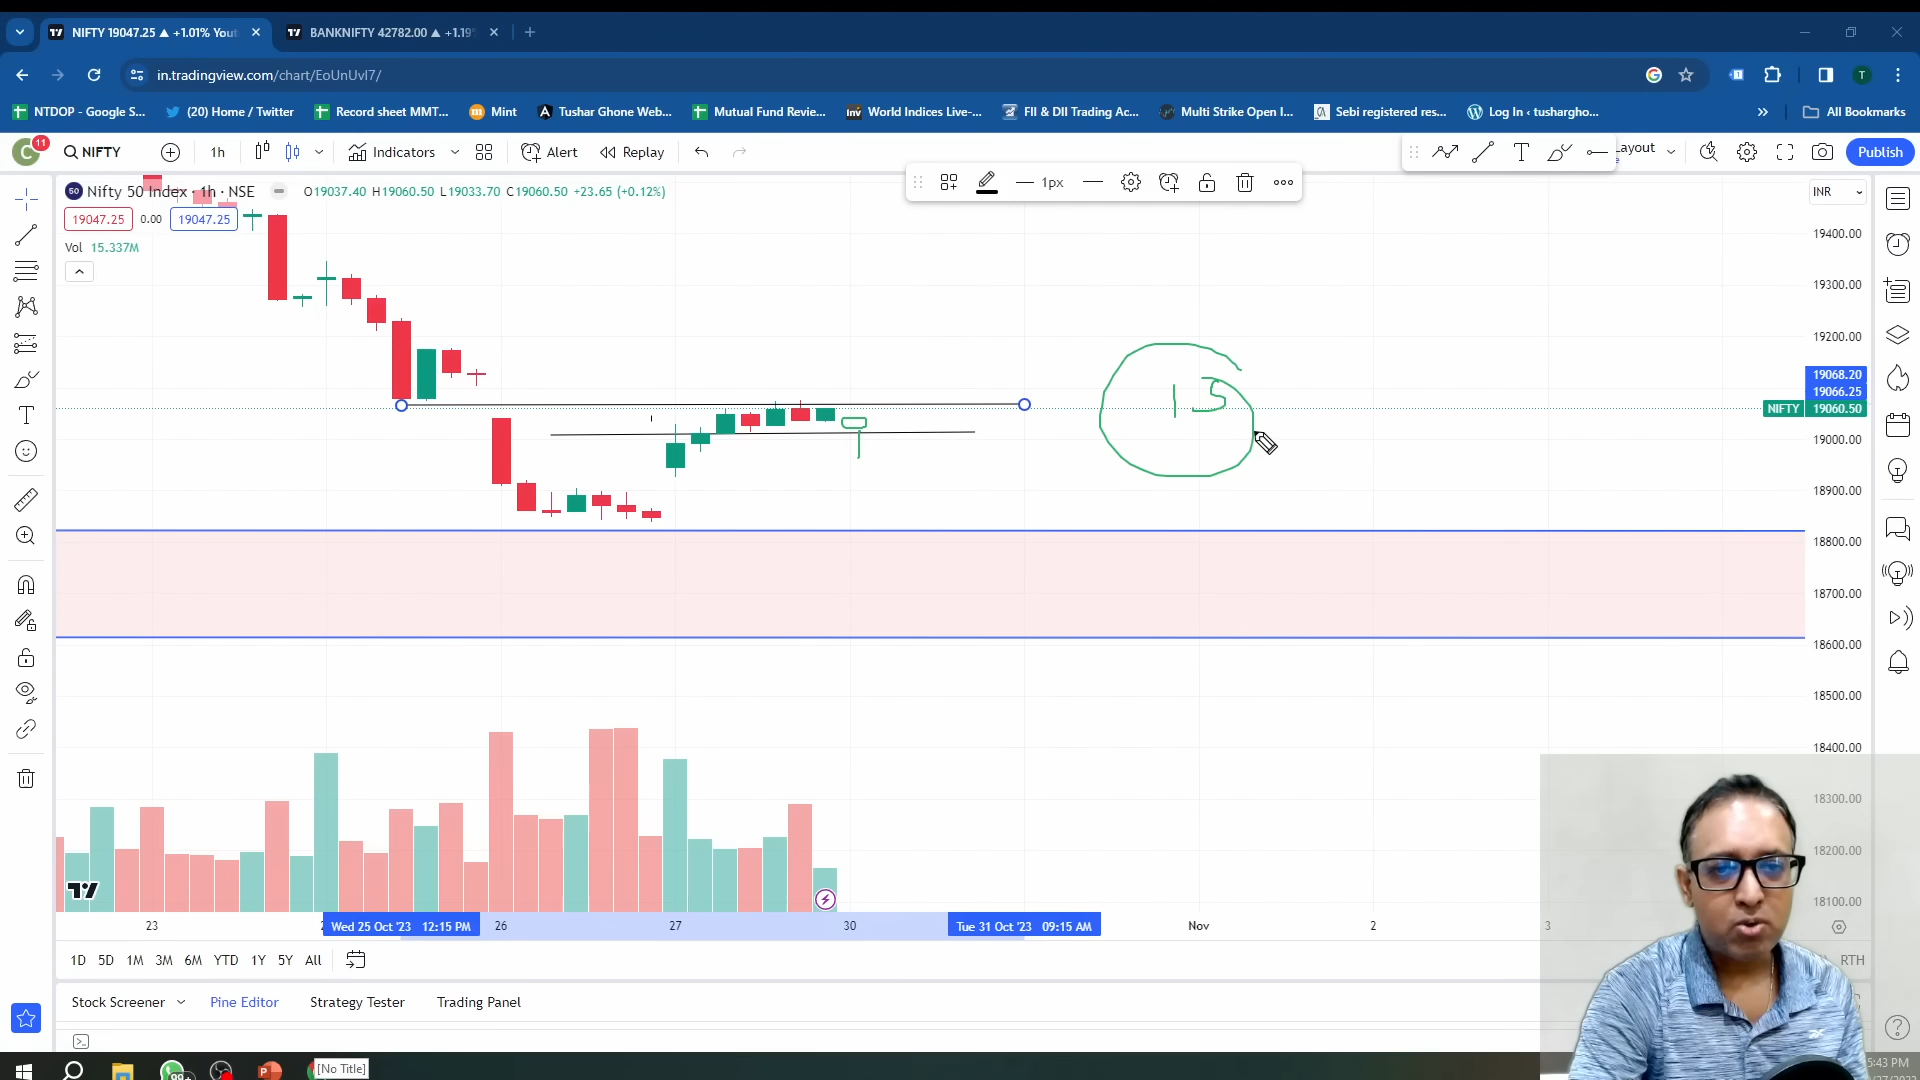 NIFTY 19047.25 ▲ +1.01% You
BANKNIFTY 42782.00 ▲ +1.19
in.tradingview.com/chart/EoUnUvI7/
T
NTDOP - Google S...
(20) Home / Twitter
Record sheet MMT...
Mint
Tushar Ghone Web...
Mutual Fund Review...
World Indices Live-...
FII & DII Trading Ac...
Multi Strike Open I...
Sebi registered res...
Log In ‹ tushargho...
All Bookmarks
C 11
NIFTY
1h
Indicators
Alert
Replay
Layout
Publish
50 Nifty 50 Index · 1h · NSE
O19037.40 H19060.50 L19033.70 C19060.50 +23.65 (+0.12%)
1px
INR
19047.25 0.00 19047.25
Vol 15.337M
19400.00
19300.00
19200.00
19068.20
19066.25
NIFTY 19060.50
19000.00
18900.00
18800.00
18700.00
18600.00
18500.00
18400.00
18300.00
18200.00
18100.00
15
23
Wed 25 Oct '23 12:15 PM
26
27
30
Tue 31 Oct '23 09:15 AM
Nov
2
3
1D 5D 1M 3M 6M YTD 1Y 5Y All
RTH
Stock Screener
Pine Editor
Strategy Tester
Trading Panel
[No Title]
99+
5:43 PM